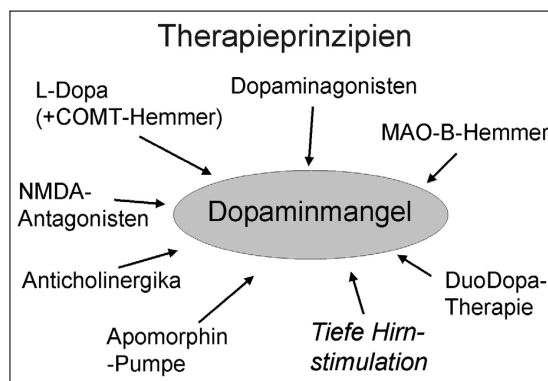 Therapieprinzipien
L-Dopa
(+COMT-Hemmer)
Dopaminagonisten
MAO-B-Hemmer
NMDA-
Antagonisten
Dopaminmangel
Anticholinergika
DuoDopa-
Therapie
Apomorphin
-Pumpe
Tiefe Hirn-
stimulation